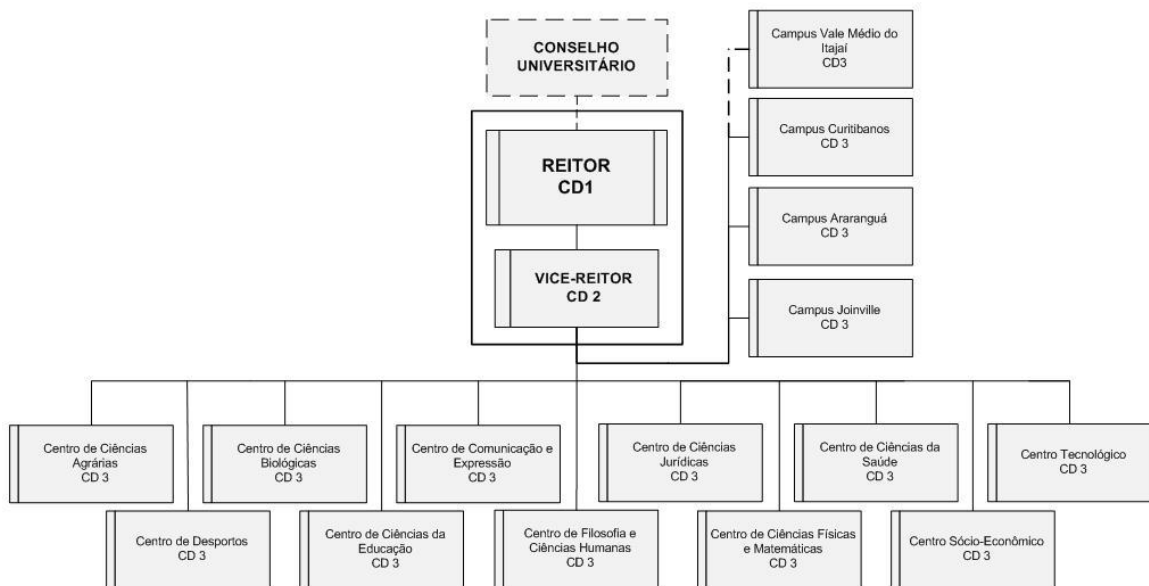 CONSELHO
UNIVERSITÁRIO
REITOR
CD1
VICE-REITOR
CD 2
Campus Vale Médio do
Itajaí
CD3
Campus Curitibanos
CD 3
Campus Araranguá
CD 3
Campus Joinville
CD 3
Centro de Ciências
Agrárias
CD 3
Centro de Ciências
Biológicas
CD 3
Centro de Comunicação e
Expressão
CD 3
Centro de Ciências
Jurídicas
CD 3
Centro de Ciências da
Saúde
CD 3
Centro Tecnológico
CD 3
Centro de Desportos
CD 3
Centro de Ciências da
Educação
CD 3
Centro de Filosofia e
Ciências Humanas
CD 3
Centro de Ciências Físicas
e Matemáticas
CD 3
Centro Sócio-Econômico
CD 3